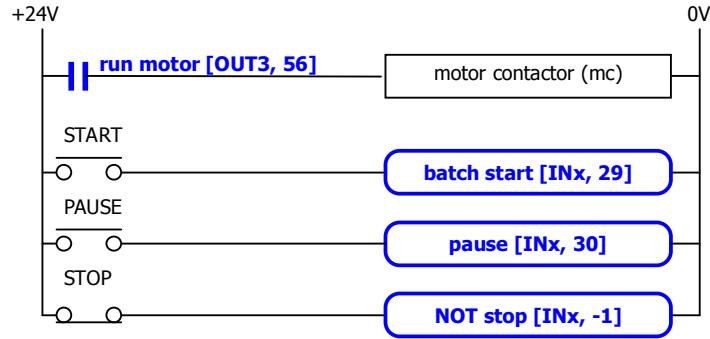 +24V 0V
run motor [OUT3, 56] motor contactor (mc)
START
batch start [INx, 29]
PAUSE
pause [INx, 30]
STOP
NOT stop [INx, -1]